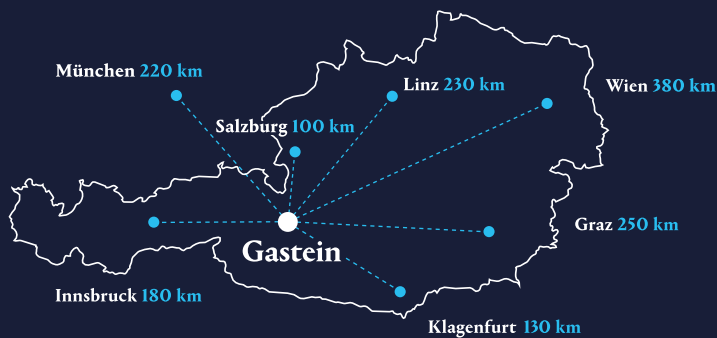 München 220 km
Linz 230 km
Wien 380 km
Salzburg 100 km
Graz 250 km
Gastein
Innsbruck 180 km
Klagenfurt 130 km